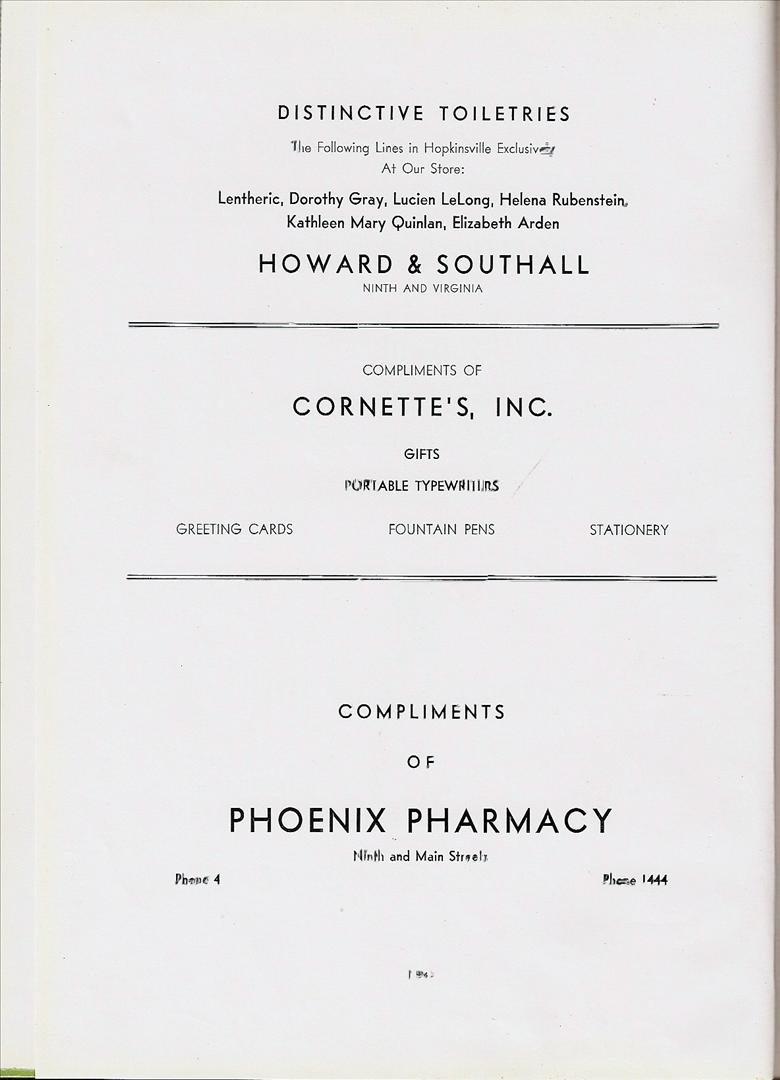 DISTINCTIVE TOILETRIES
The Following Lines in Hopkinsville
At Our Store:
Lentheric, Dorothy Gray, Lucien LeLong, Helena Rubenstein,
Kathleen Mary Quinlan, Elizabeth Arden
HOWARD & SOUTHALL
NINTH AND VIRGINIA
COMPLIMENTS OF
CORNETTE'S, INC.
GIFTS
PORTABLE TYPEWRITERS
GREETING CARDS FOUNTAIN PENS STATIONERY
COMPLIMENTS
OF
PHOENIX PHARMACY
Ninth and Main Streets
Phone 4 Phone 1444